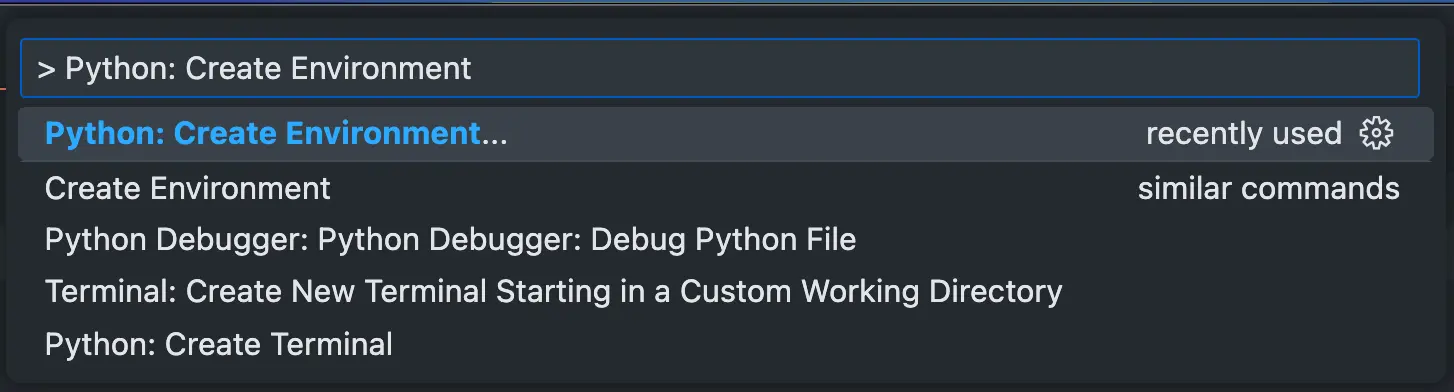 > Python: Create Environment
Python: Create Environment... recently used
Create Environment similar commands
Python Debugger: Python Debugger: Debug Python File
Terminal: Create New Terminal Starting in a Custom Working Directory
Python: Create Terminal